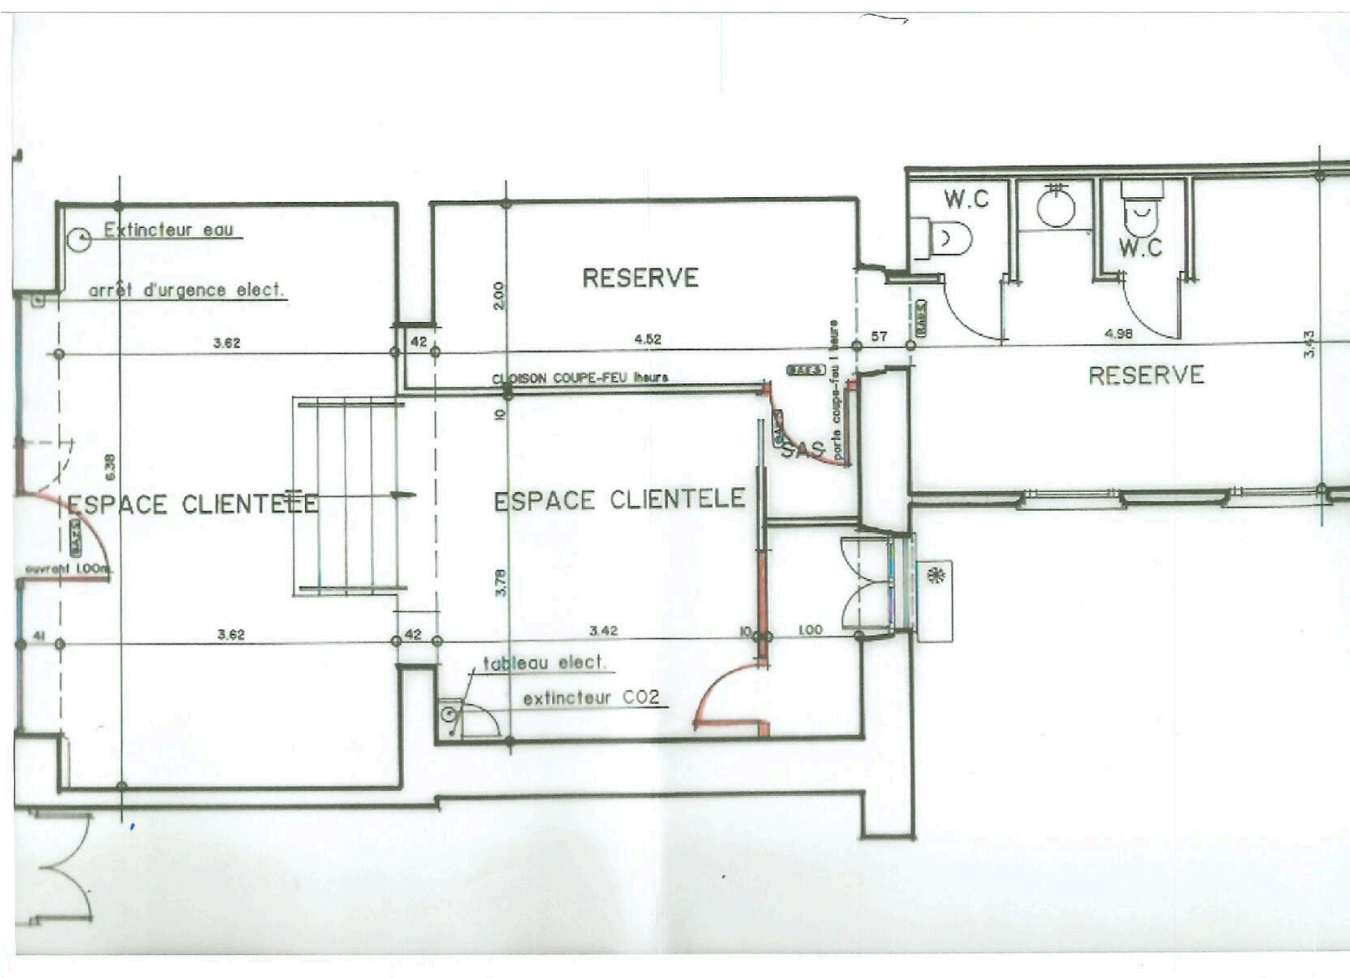 W.C
Extincteur eau
W.C
RESERVE
arrêt d'urgence elect.
2.00
B.A.E.S
3.62
42
4.52
57
4.98
3.43
RESERVE
CLOISON COUPE-FEU 1heure
B.A.E.S
porte coupe-feu 1 heure
10
B.A.E.S
SAS
6.38
ESPACE CLIENTELE
ESPACE CLIENTELE
B.A.E.S
ouvrant 1.00m.
3.78
41
3.62
42
3.42
10
1.00
tableau elect.
extincteur CO2